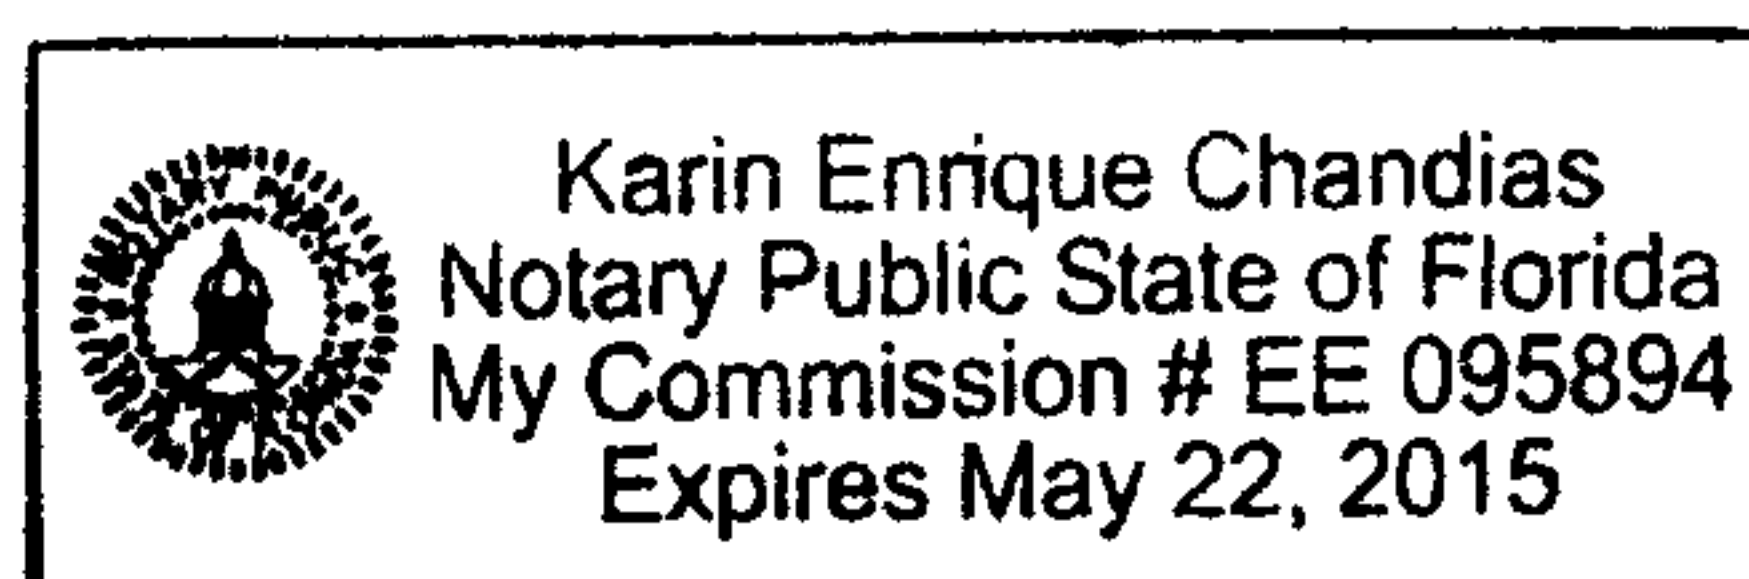 Karin Enrique Chandias
Notary Public State of Florida
My Commission # EE 095894
Expires May 22, 2015